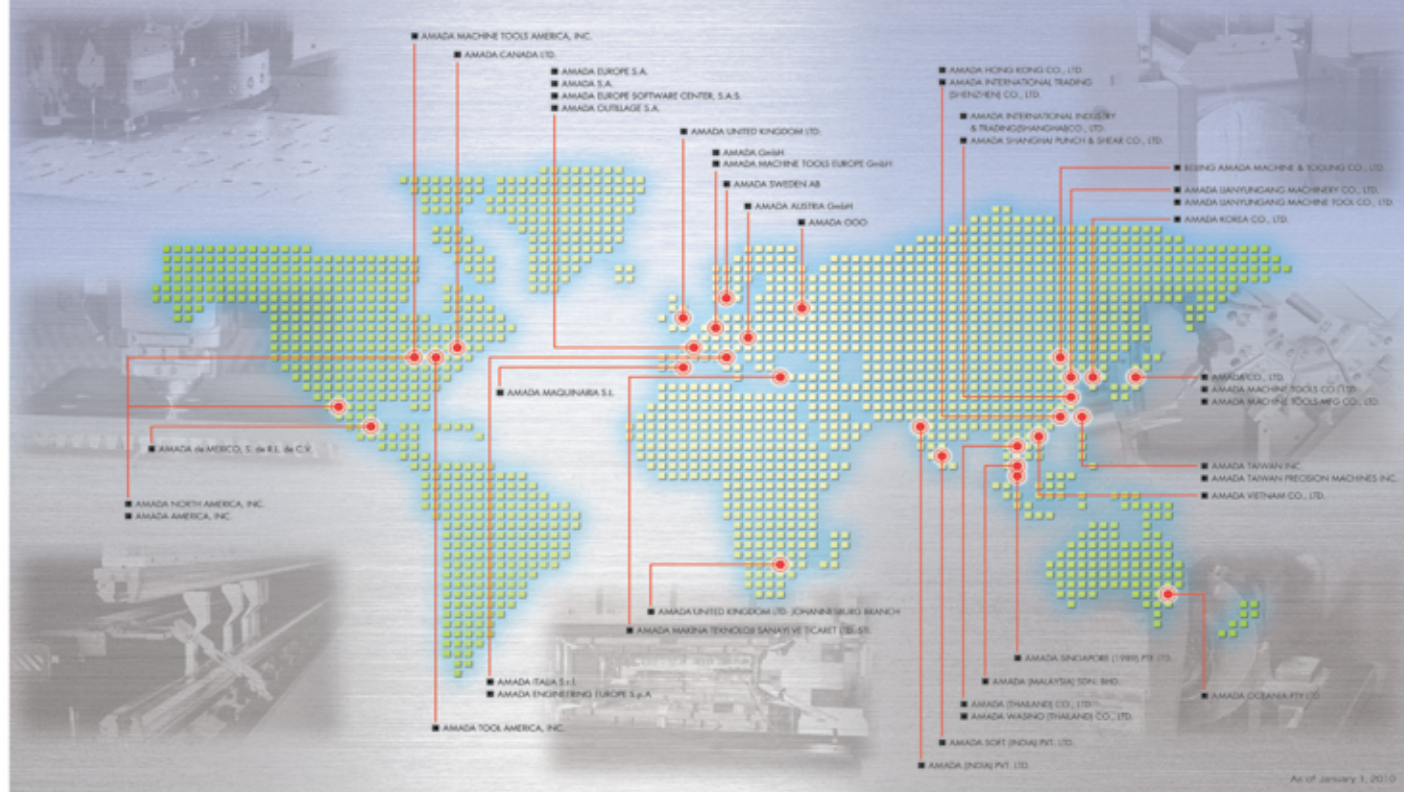 AMADA MACHINE TOOLS AMERICA, INC.
AMADA CANADA LTD.
AMADA EUROPE S.A.
AMADA S.A.
AMADA EUROPE SOFTWARE CENTER, S.A.S.
AMADA OUTILLAGE S.A.
AMADA UNITED KINGDOM LTD.
AMADA GmbH
AMADA MACHINE TOOLS EUROPE GmbH
AMADA SWEDEN AB
AMADA AUSTRIA GmbH
AMADA OOO
AMADA HONG KONG CO., LTD.
AMADA INTERNATIONAL TRADING
(SHENZHEN) CO., LTD.
AMADA INTERNATIONAL INDUSTRY
& TRADING(SHANGHAI)CO., LTD.
AMADA SHANGHAI PUNCH & SHEAR CO., LTD.
BEIJING AMADA MACHINE & TOOLING CO., LTD.
AMADA LIANYUNGANG MACHINERY CO., LTD.
AMADA LIANYUNGANG MACHINE TOOL CO., LTD.
AMADA KOREA CO., LTD.
AMADA CO., LTD.
AMADA MACHINE TOOLS CO., LTD.
AMADA MACHINE TOOLS MFG CO., LTD.
AMADA MAQUINARIA S.L.
AMADA de MEXICO, S. de R.L. de C.V.
AMADA NORTH AMERICA, INC.
AMADA AMERICA, INC.
AMADA TAIWAN INC.
AMADA TAIWAN PRECISION MACHINES INC.
AMADA VIETNAM CO., LTD.
AMADA UNITED KINGDOM LTD- JOHANNESBURG BRANCH
AMADA MAKINA TEKNOLOJI SANAYI VE TICARET LTD. STI.
AMADA ITALIA S.r.l.
AMADA ENGINEERING EUROPE S.p.A
AMADA TOOL AMERICA, INC.
AMADA SINGAPORE (1989) PTE LTD.
AMADA (MALAYSIA) SDN. BHD.
AMADA OCEANIA PTY LTD.
AMADA (THAILAND) CO., LTD.
AMADA WASINO (THAILAND) CO., LTD.
AMADA SOFT (INDIA) PVT. LTD.
AMADA (INDIA) PVT. LTD.
As of January 1, 2010